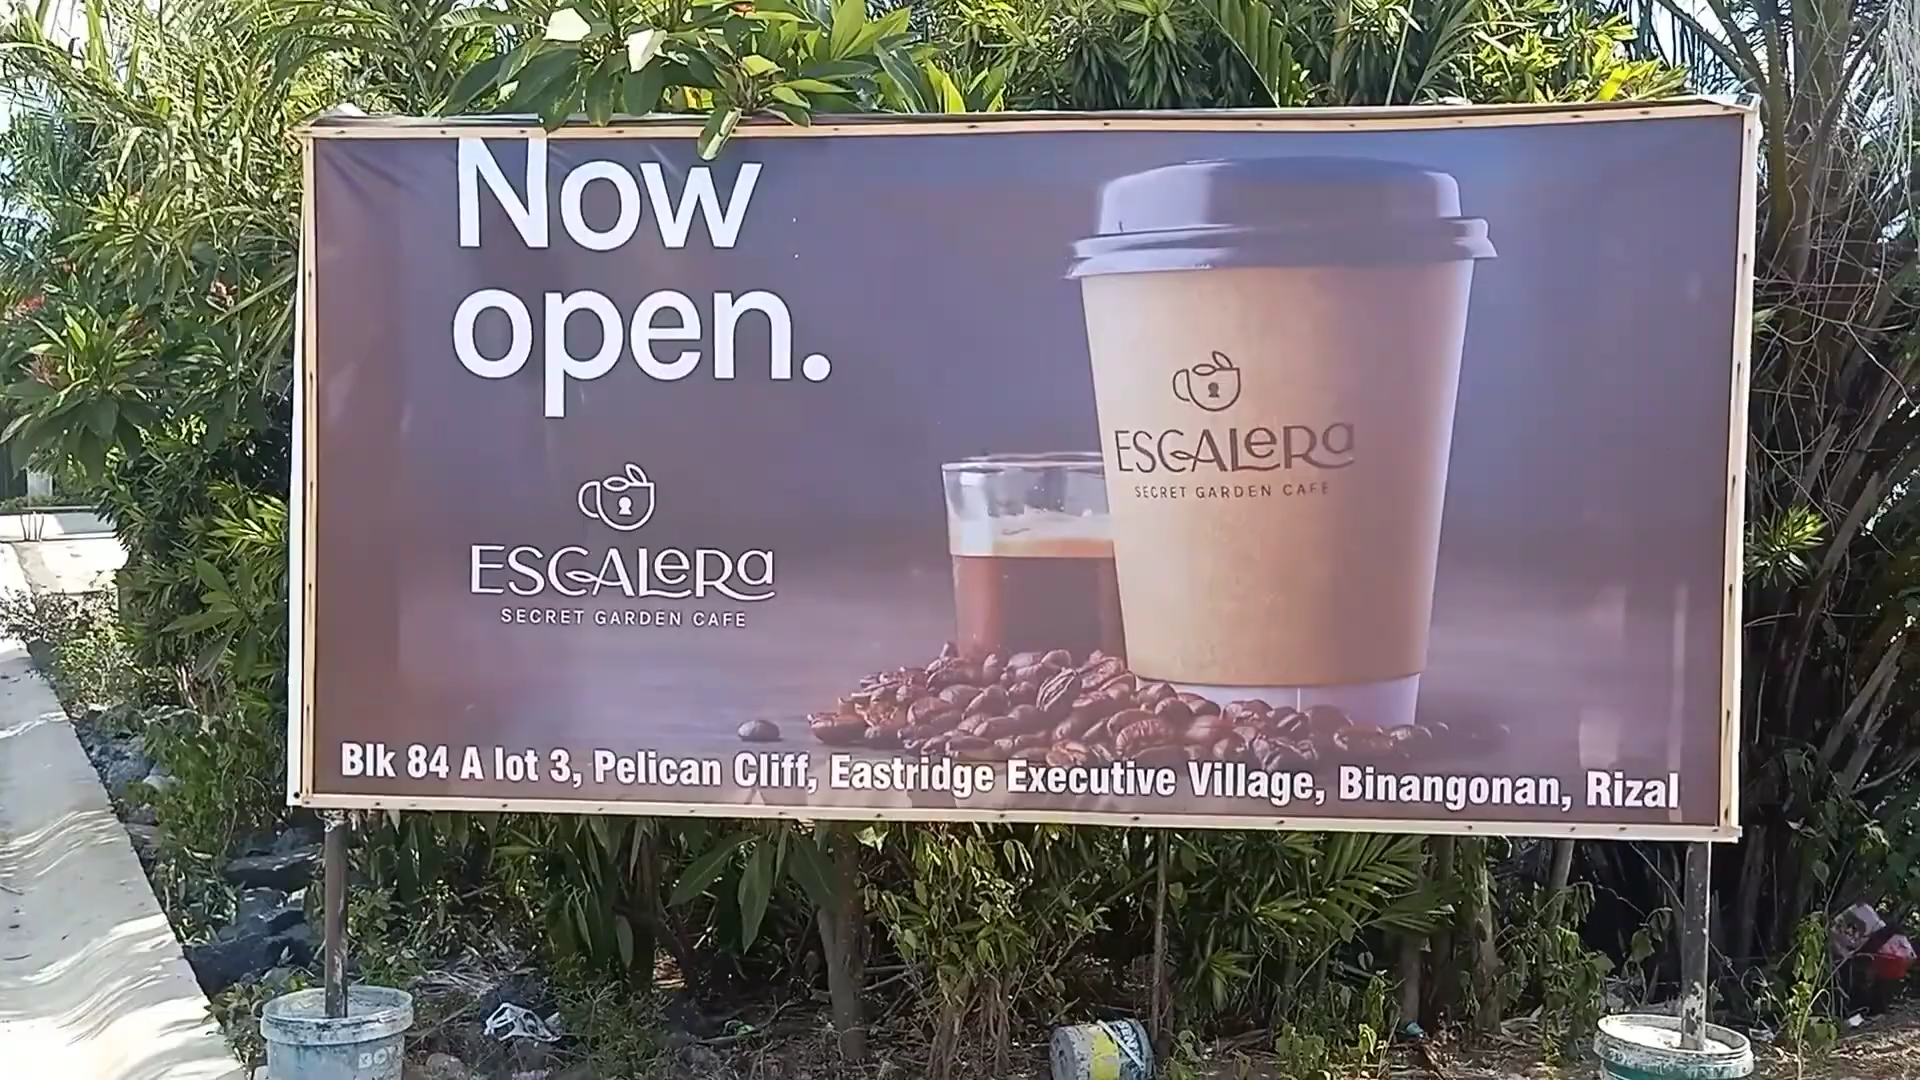 Now
open.
ESCALERA
SECRET GARDEN CAFE
ESCALERA
SECRET GARDEN CAFE
Blk 84 A lot 3, Pelican Cliff, Eastridge Executive Village, Binangonan, Rizal